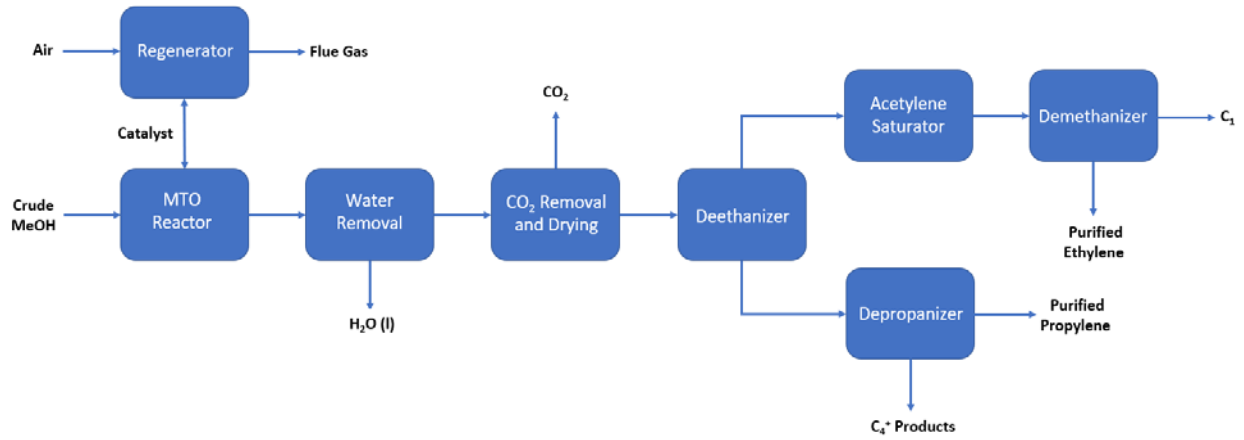 Air
Regenerator
Flue Gas
Catalyst
CO₂
Acetylene
Saturator
Demethanizer
C₁
Crude
MeOH
MTO
Reactor
Water
Removal
CO₂ Removal
and Drying
Deethanizer
Purified
Ethylene
H₂O (l)
Depropanizer
Purified
Propylene
C₄⁺ Products